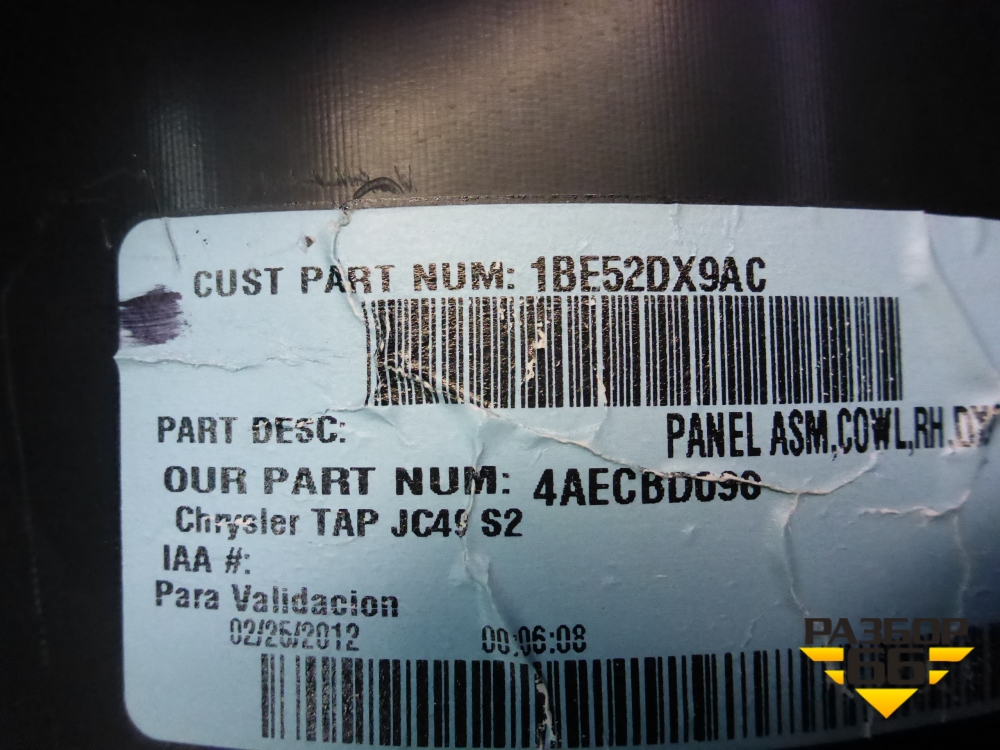 CUST PART NUM: 1BE52DX9AC
PART DESC: PANEL ASM,COWL,RH,DX
OUR PART NUM:
Chrysler TAP JC49 S2
IAA #:
Para Validacion
02/25/2012 00:06:08
РАЗБОР
66